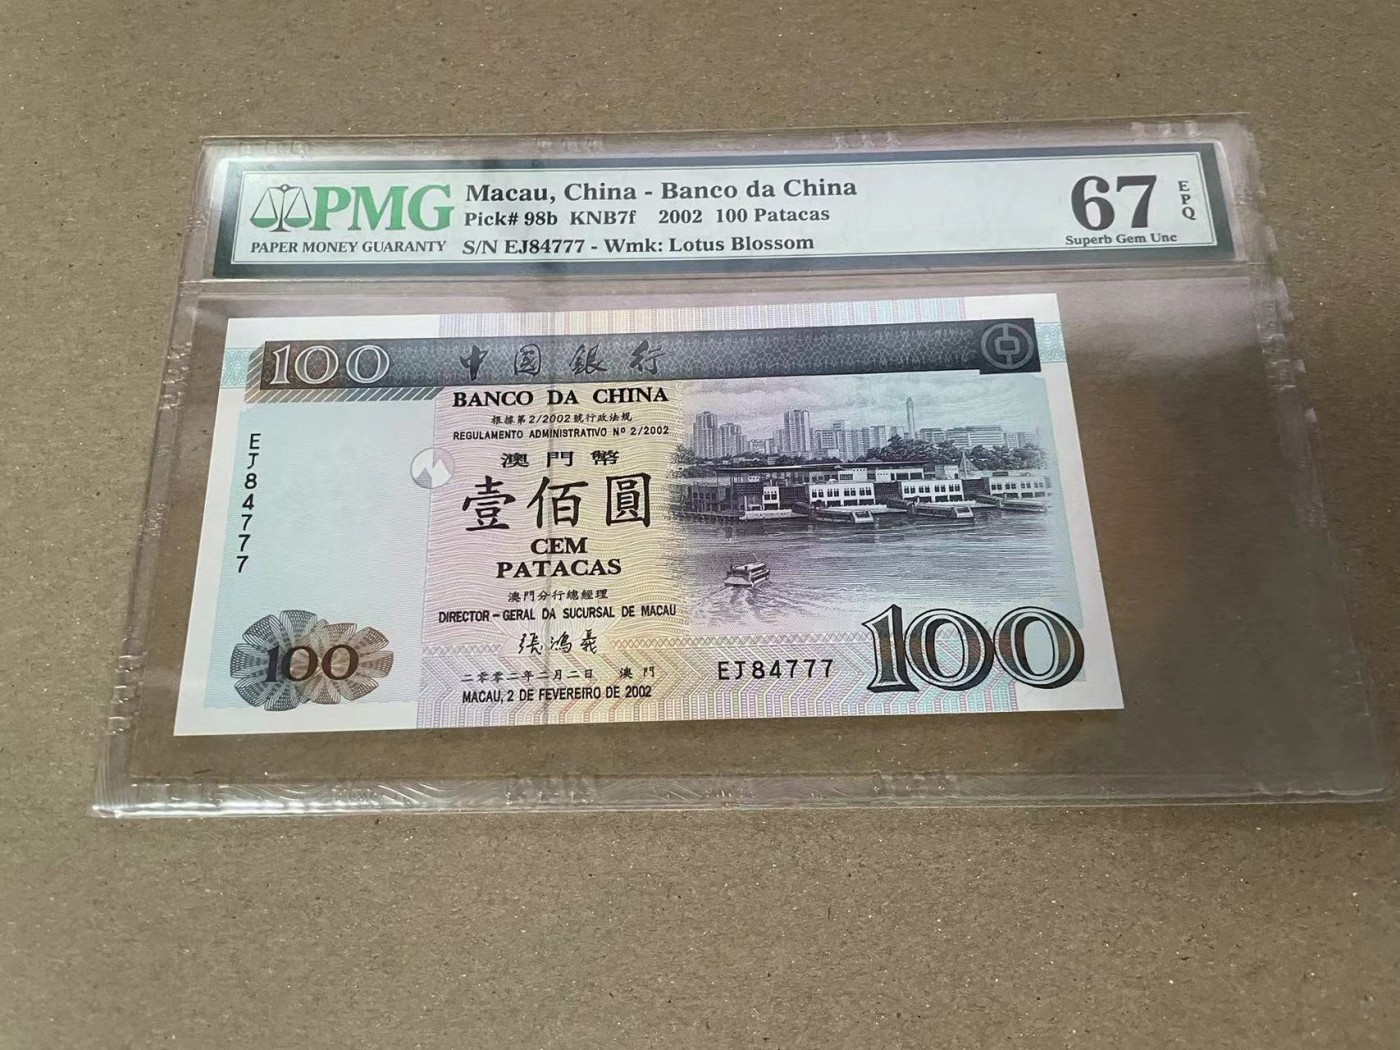 PMG
PAPER MONEY GUARANTY
Macau, China - Banco da China
Pick# 98b KNB7f 2002 100 Patacas
S/N EJ84777 - Wmk: Lotus Blossom
67
EPQ
Superb Gem Unc
100
中國銀行
BANCO DA CHINA
根據第2/2002號行政法規
REGULAMENTO ADMINISTRATIVO Nº 2/2002
澳門幣
壹佰圓
CEM
PATACAS
澳門分行總經理
DIRECTOR-GERAL DA SUCURSAL DE MACAU
張鴻義
二零零二年二月二日 澳門
MACAU, 2 DE FEVEREIRO DE 2002
EJ84777
100
EJ84777
100